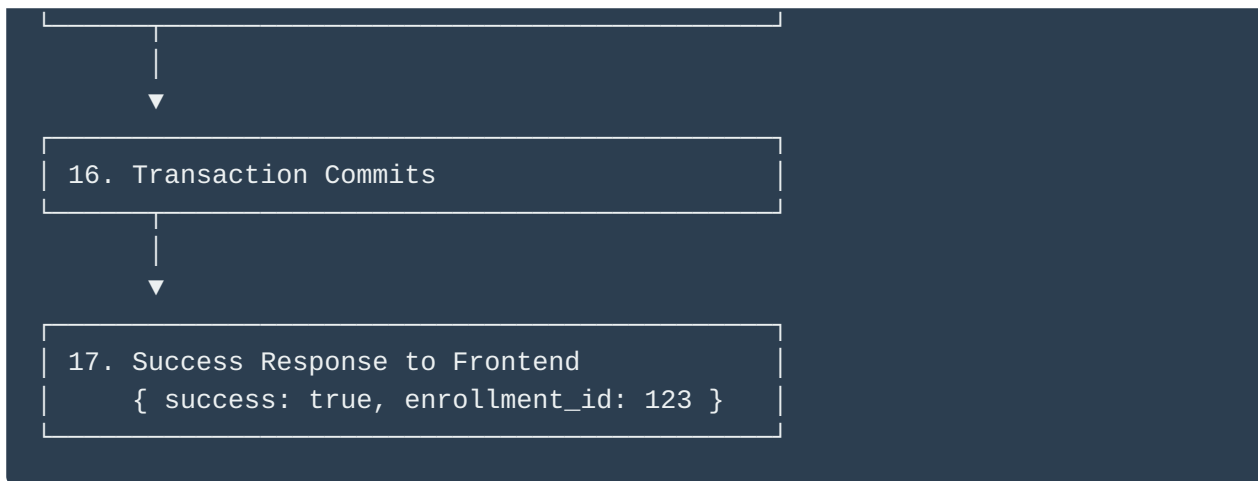 16. Transaction Commits
17. Success Response to Frontend
{ success: true, enrollment_id: 123 }